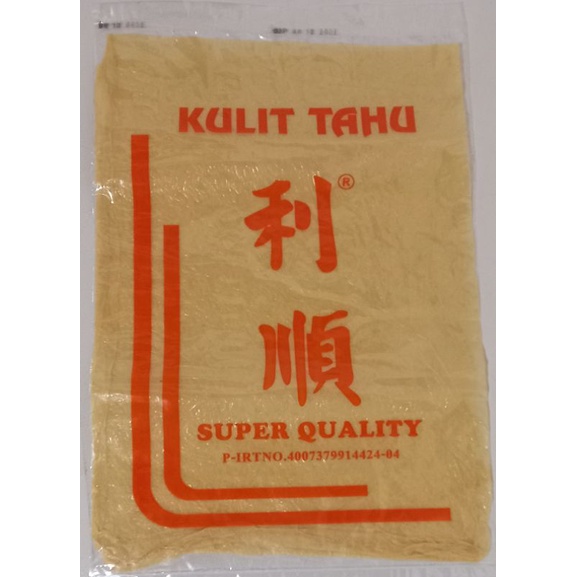 KULIT TAHU
利®
順
SUPER QUALITY
P-IRTNO.4007379914424-04